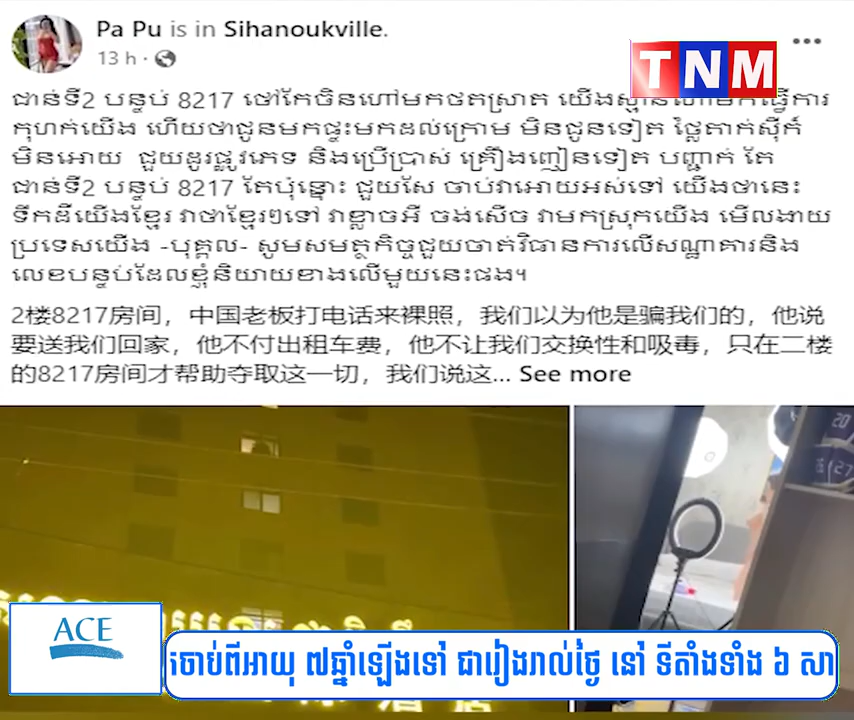 Pa Pu is in Sihanoukville.
13 h
TNM
ជាន់ទី2 បន្ទប់ 8217 ថៅកែចិនហៅមកថតស្រាត យើងស្មានហៅមកធ្វើការ
កុហក់យើង ហើយថាជូនមកផ្ទះមកដល់ក្រោម មិនជូនទៀត ថ្លៃតាក់ស៊ីក៍
មិនអោយ ជួយដូរផ្លូវភេទ និងប្រើប្រាស់ គ្រឿងញៀនទៀត បញ្ជាក់ តែ
ជាន់ទី2 បន្ទប់ 8217 តែប៉ុន្នោះ ជួយសែ ចាប់វាអោយអស់ទៅ យើងថានេះ
ទឹកដីយើងខ្មែរ វាថាខ្មែរៗទៅ វាខ្លាចអី ចង់សើច វាមកស្រុកយើង មើលងាយ
ប្រទេសយើង -បុគ្គល- សូមសមត្ថកិច្ចជួយចាត់វិធានការលើសណ្ឋាគារនិង
លេខបន្ទប់ដែលខ្ញុំនិយាយខាងលើមួយនេះផង។
2楼8217房间，中国老板打电话来裸照，我们以为他是骗我们的，他说
要送我们回家，他不付出租车费，他不让我们交换性和吸毒，只在二楼
的8217房间才帮助夺取这一切，我们说这... See more
20
27
ACE
ចាប់ពីអាយុ ៧ឆ្នាំឡើងទៅ ជារៀងរាល់ថ្ងៃ នៅ ទីតាំងទាំង ៦ សា
酒店